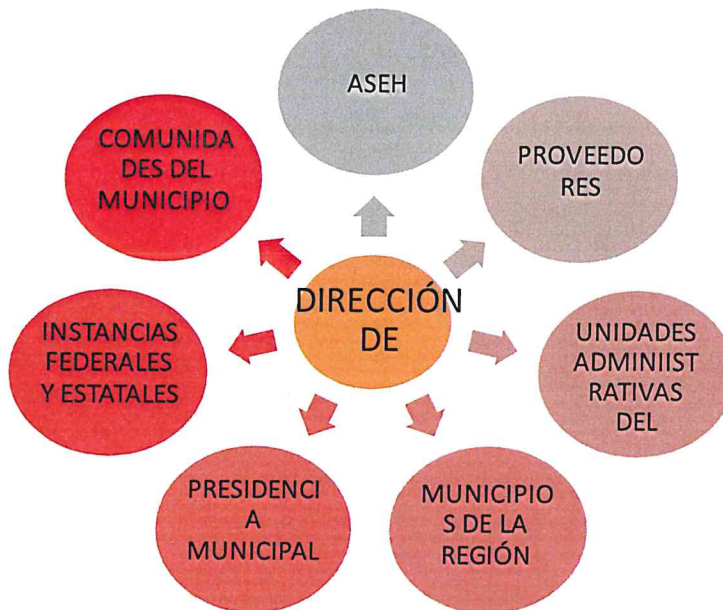 ASEH
COMUNIDA
DES DEL
MUNICIPIO
PROVEEDO
RES
DIRECCIÓN
DE
INSTANCIAS
FEDERALES
Y ESTATALES
UNIDADES
ADMINIIST
RATIVAS
DEL
PRESIDENCI
A
MUNICIPAL
MUNICIPIO
S DE LA
REGIÓN